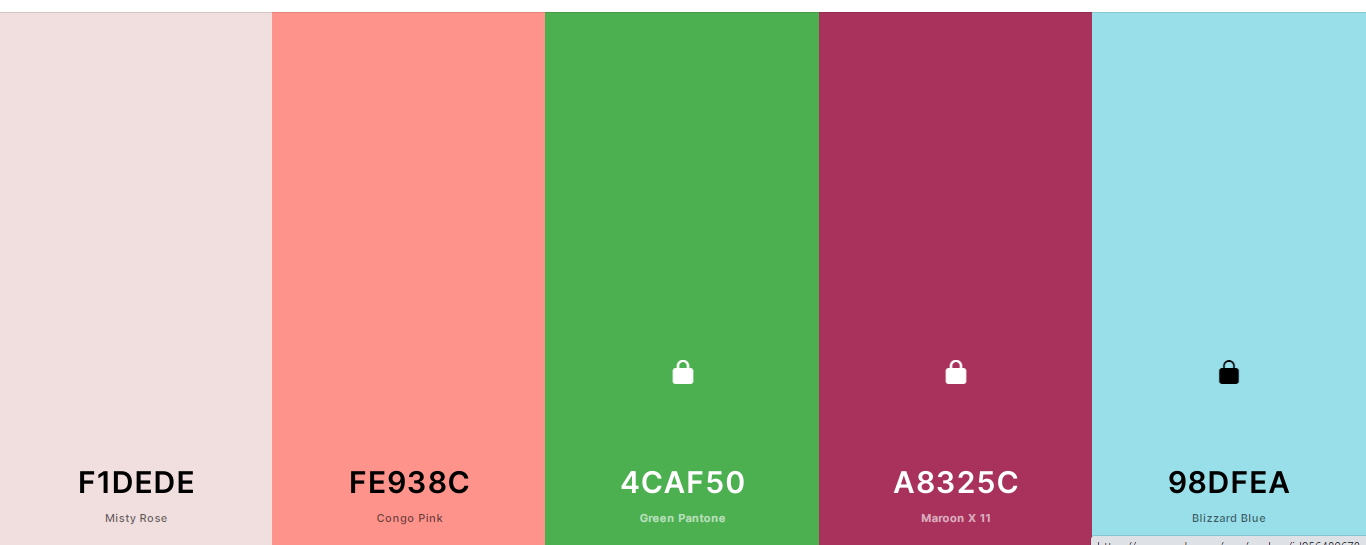 F1DEDE
Misty Rose
FE938C
Congo Pink
4CAF50
Green Pantone
A8325C
Maroon X 11
98DFEA
Blizzard Blue